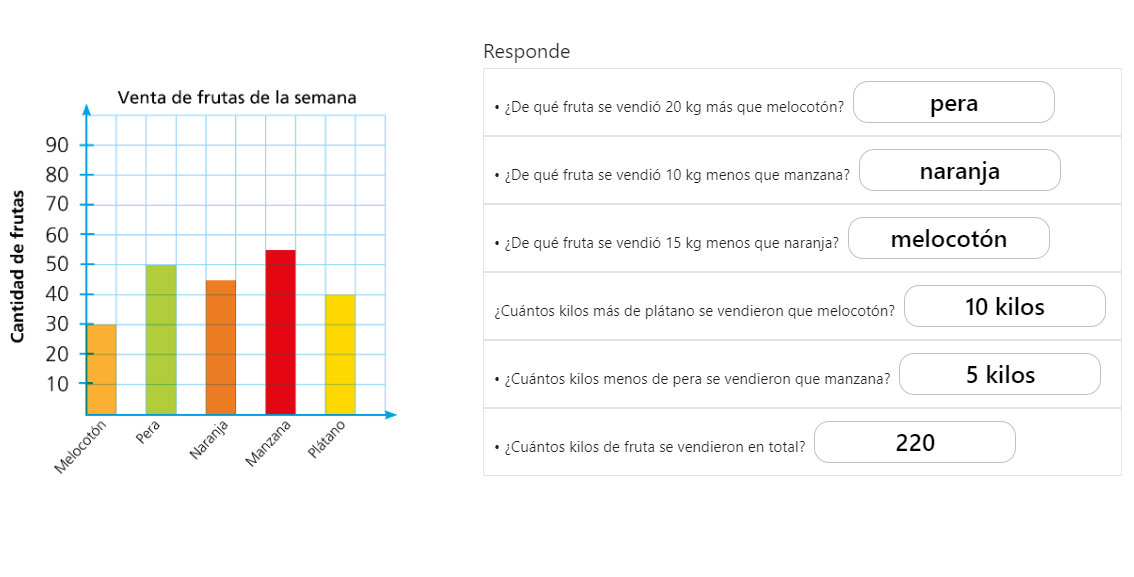 Venta de frutas de la semana
Cantidad de frutas
90
80
70
60
50
40
30
20
10
Melocotón
Pera
Naranja
Manzana
Plátano
Responde
• ¿De qué fruta se vendió 20 kg más que melocotón? pera
• ¿De qué fruta se vendió 10 kg menos que manzana? naranja
• ¿De qué fruta se vendió 15 kg menos que naranja? melocotón
¿Cuántos kilos más de plátano se vendieron que melocotón? 10 kilos
• ¿Cuántos kilos menos de pera se vendieron que manzana? 5 kilos
• ¿Cuántos kilos de fruta se vendieron en total? 220